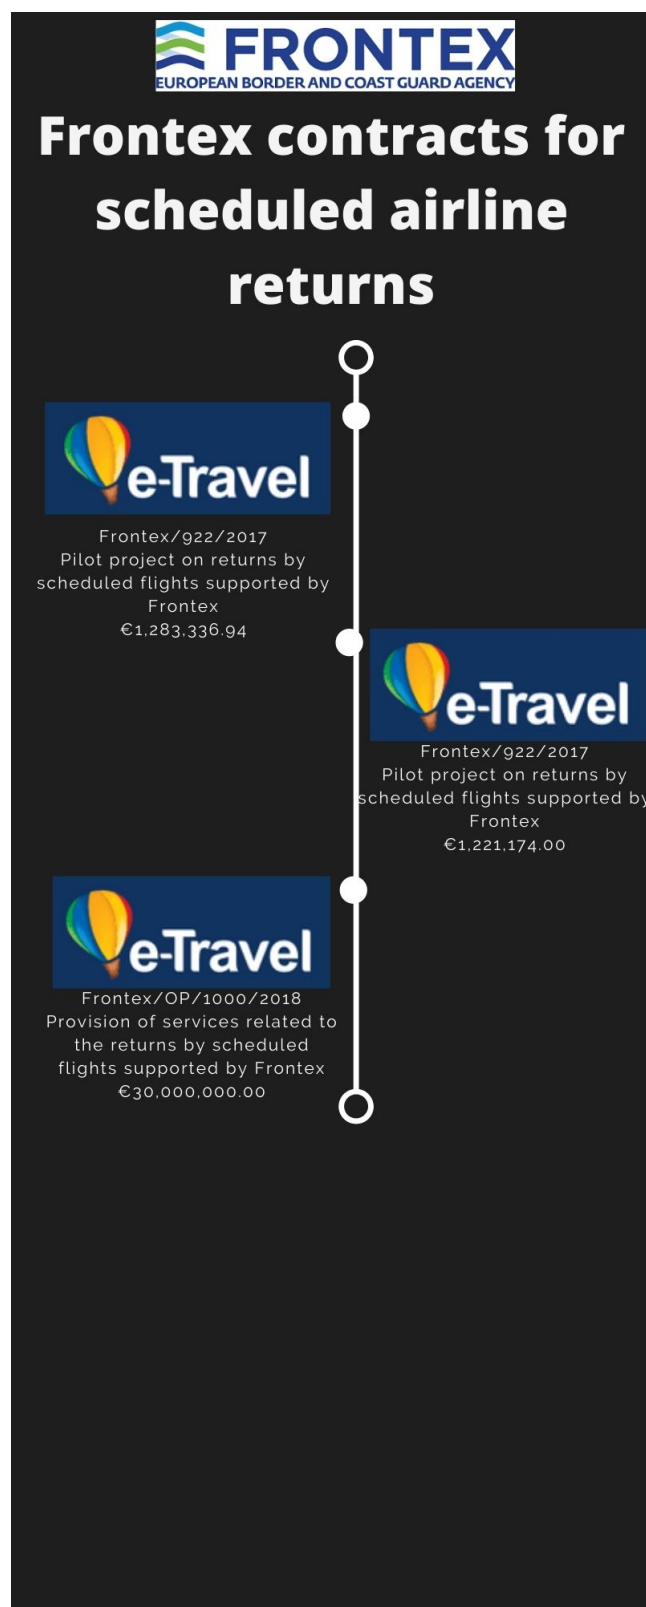 FRONTEX
EUROPEAN BORDER AND COAST GUARD AGENCY
Frontex contracts for
scheduled airline
returns
e-Travel
Frontex/922/2017
Pilot project on returns by
scheduled flights supported by
Frontex
€1,283,336.94
e-Travel
Frontex/922/2017
Pilot project on returns by
scheduled flights supported by
Frontex
€1,221,174.00
e-Travel
Frontex/OP/1000/2018
Provision of services related to
the returns by scheduled
flights supported by Frontex
€30,000,000.00